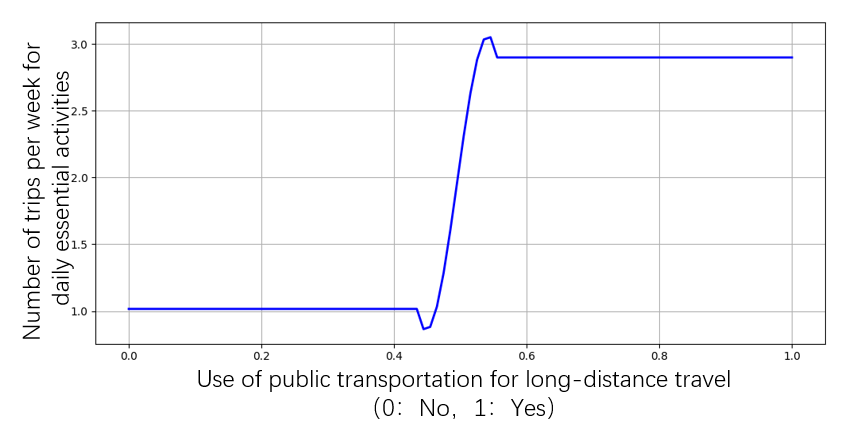 Number of trips per week for
daily essential activities
3.0
2.5
2.0
1.5
1.0
0.0 0.2 0.4 0.6 0.8 1.0
Use of public transportation for long-distance travel
(0： No， 1： Yes)